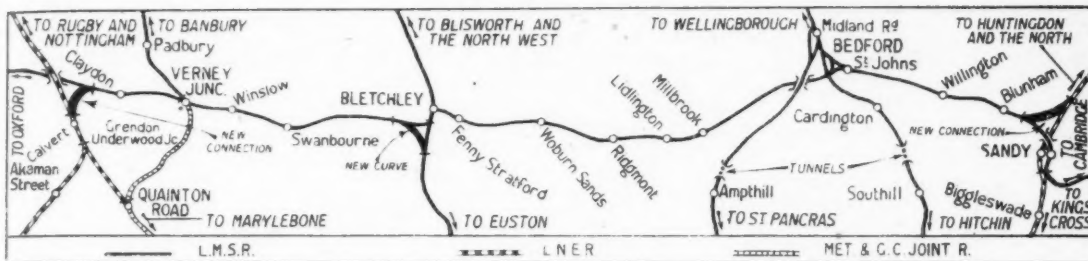 TO RUGBY AND
NOTTINGHAM
TO BANBURY
Padbury
TO BLISWORTH AND
THE NORTH WEST
TO WELLINGBOROUGH
Midland Rd
BEDFORD
St. Johns
TO HUNTINGDON
AND THE NORTH
Claydon
VERNEY
JUNC.
Winslow
BLETCHLEY
Millbrook
Lidlington
Willington
Blunham
TO OXFORD
Calvert
Grendon
Underwood Jc.
NEW
CONNECTION
Swanbourne
NEW CURVE
Fenny Stratford
Woburn Sands
Ridgmont
Cardington
NEW CONNECTION
SANDY
TO
CAMBRIDGE
Akaman
Street
QUAINTON
ROAD
TO MARYLEBONE
TO EUSTON
Ampthill
TUNNELS
Southill
Biggleswade
TO ST PANCRAS
TO HITCHIN
TO
KINGS
CROSS
L.M.S.R.
L N E R
MET & G.C. JOINT R.